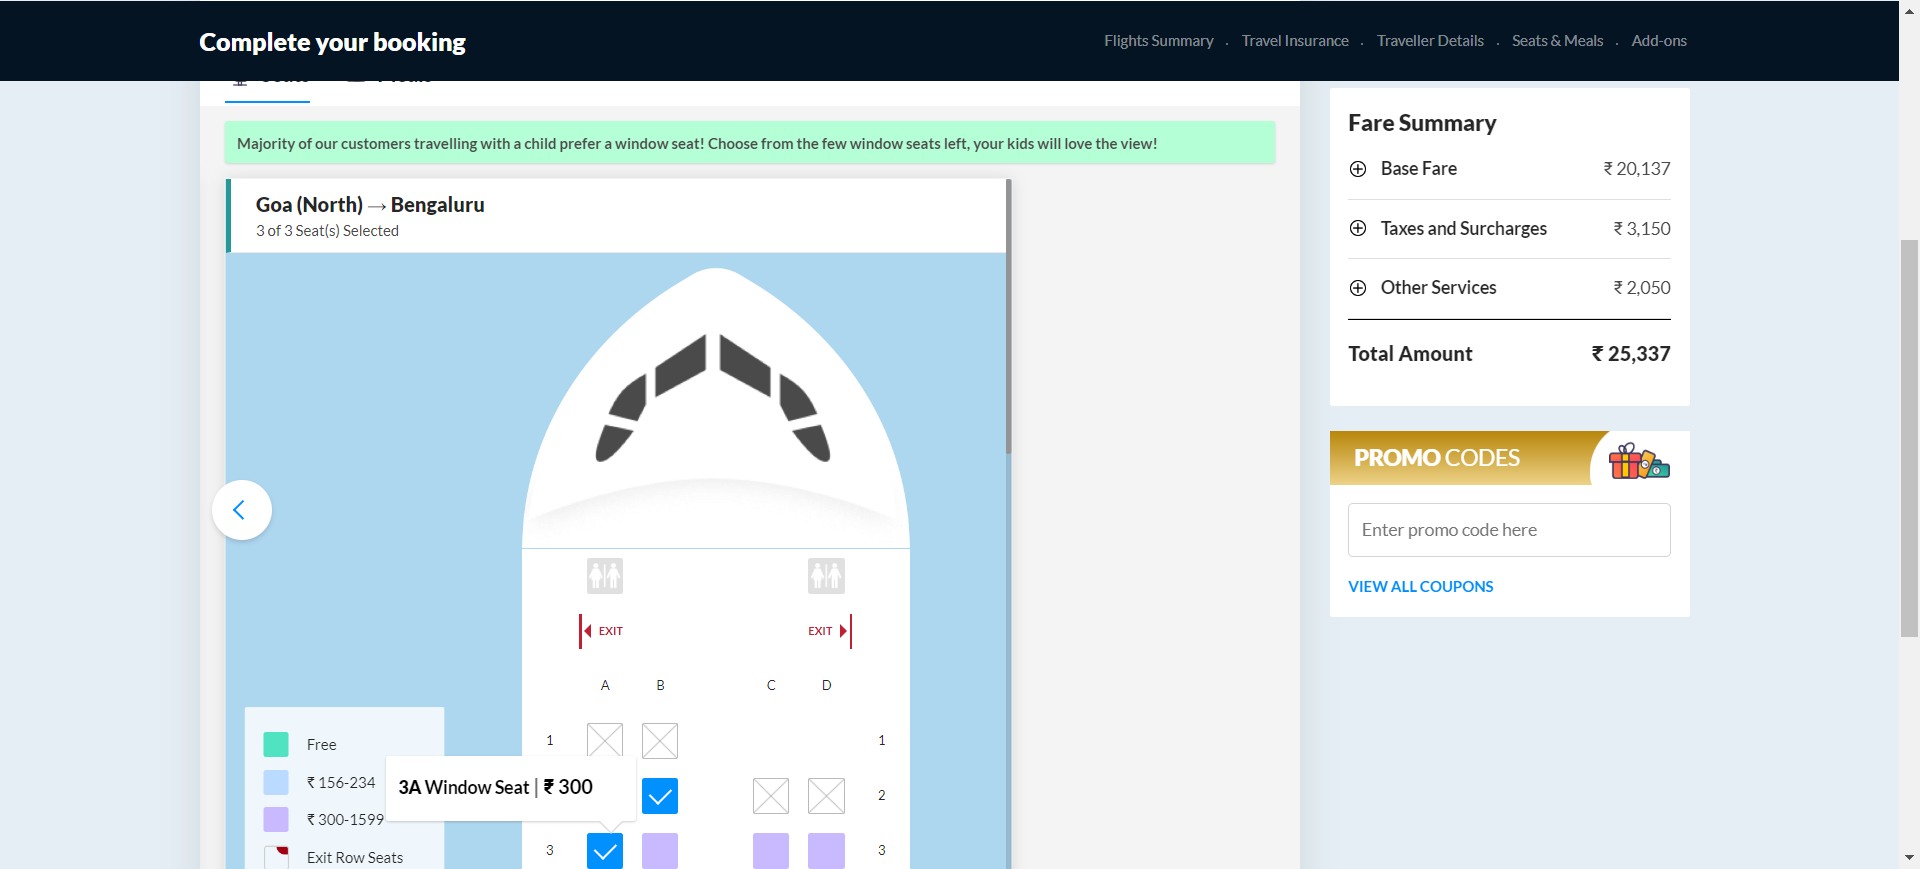 Complete your booking
Flights Summary . Travel Insurance . Traveller Details . Seats & Meals . Add-ons
Majority of our customers travelling with a child prefer a window seat! Choose from the few window seats left, your kids will love the view!
Goa (North) → Bengaluru
3 of 3 Seat(s) Selected
EXIT EXIT
A B C D
1 1
2
3 3
Free
₹ 156-234
₹ 300-1599
Exit Row Seats
3A Window Seat | ₹ 300
Fare Summary
Base Fare ₹ 20,137
Taxes and Surcharges ₹ 3,150
Other Services ₹ 2,050
Total Amount ₹ 25,337
PROMO CODES
Enter promo code here
VIEW ALL COUPONS